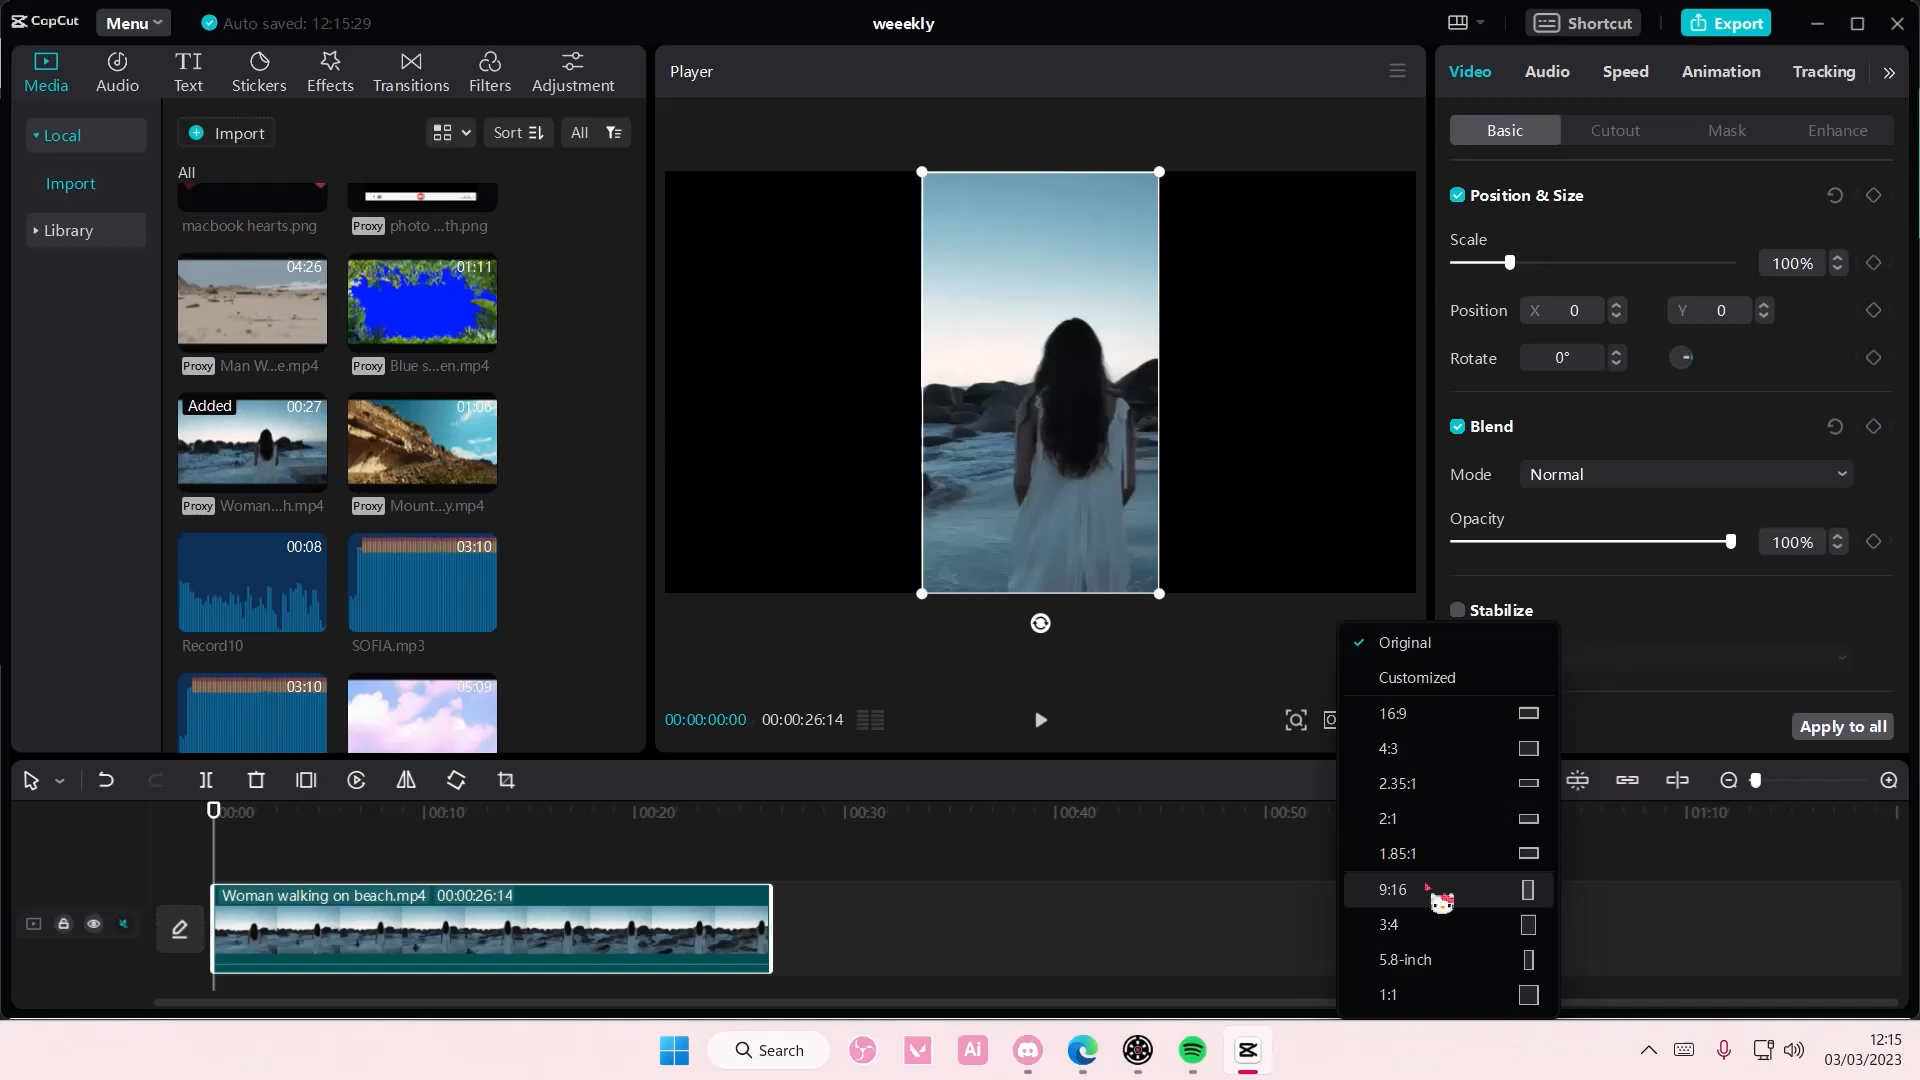 CapCut Menu Auto saved: 12:15:29 weeekly Shortcut Export
Media Audio Text Stickers Effects Transitions Filters Adjustment
Local
Import
Library
Import Sort All
All
macbook hearts.png
Proxy photo ...th.png
04:26
Proxy Man W...e.mp4
01:11
Proxy Blue s...en.mp4
Added 00:27
Proxy Woman...h.mp4
01:06
Proxy Mount...y.mp4
00:08
Record10
03:10
SOFIA.mp3
03:10
05:09
Player
00:00:00:00 00:00:26:14
Video Audio Speed Animation Tracking
Basic Cutout Mask Enhance
Position & Size
Scale
100%
Position X 0 Y 0
Rotate 0°
Blend
Mode Normal
Opacity
100%
Stabilize
Apply to all
Original
Customized
16:9
4:3
2.35:1
2:1
1.85:1
9:16
3:4
5.8-inch
1:1
00:00 00:10 00:20 00:30 00:40 00:50 01:10
Woman walking on beach.mp4 00:00:26:14
Search
Ai
12:15
03/03/2023